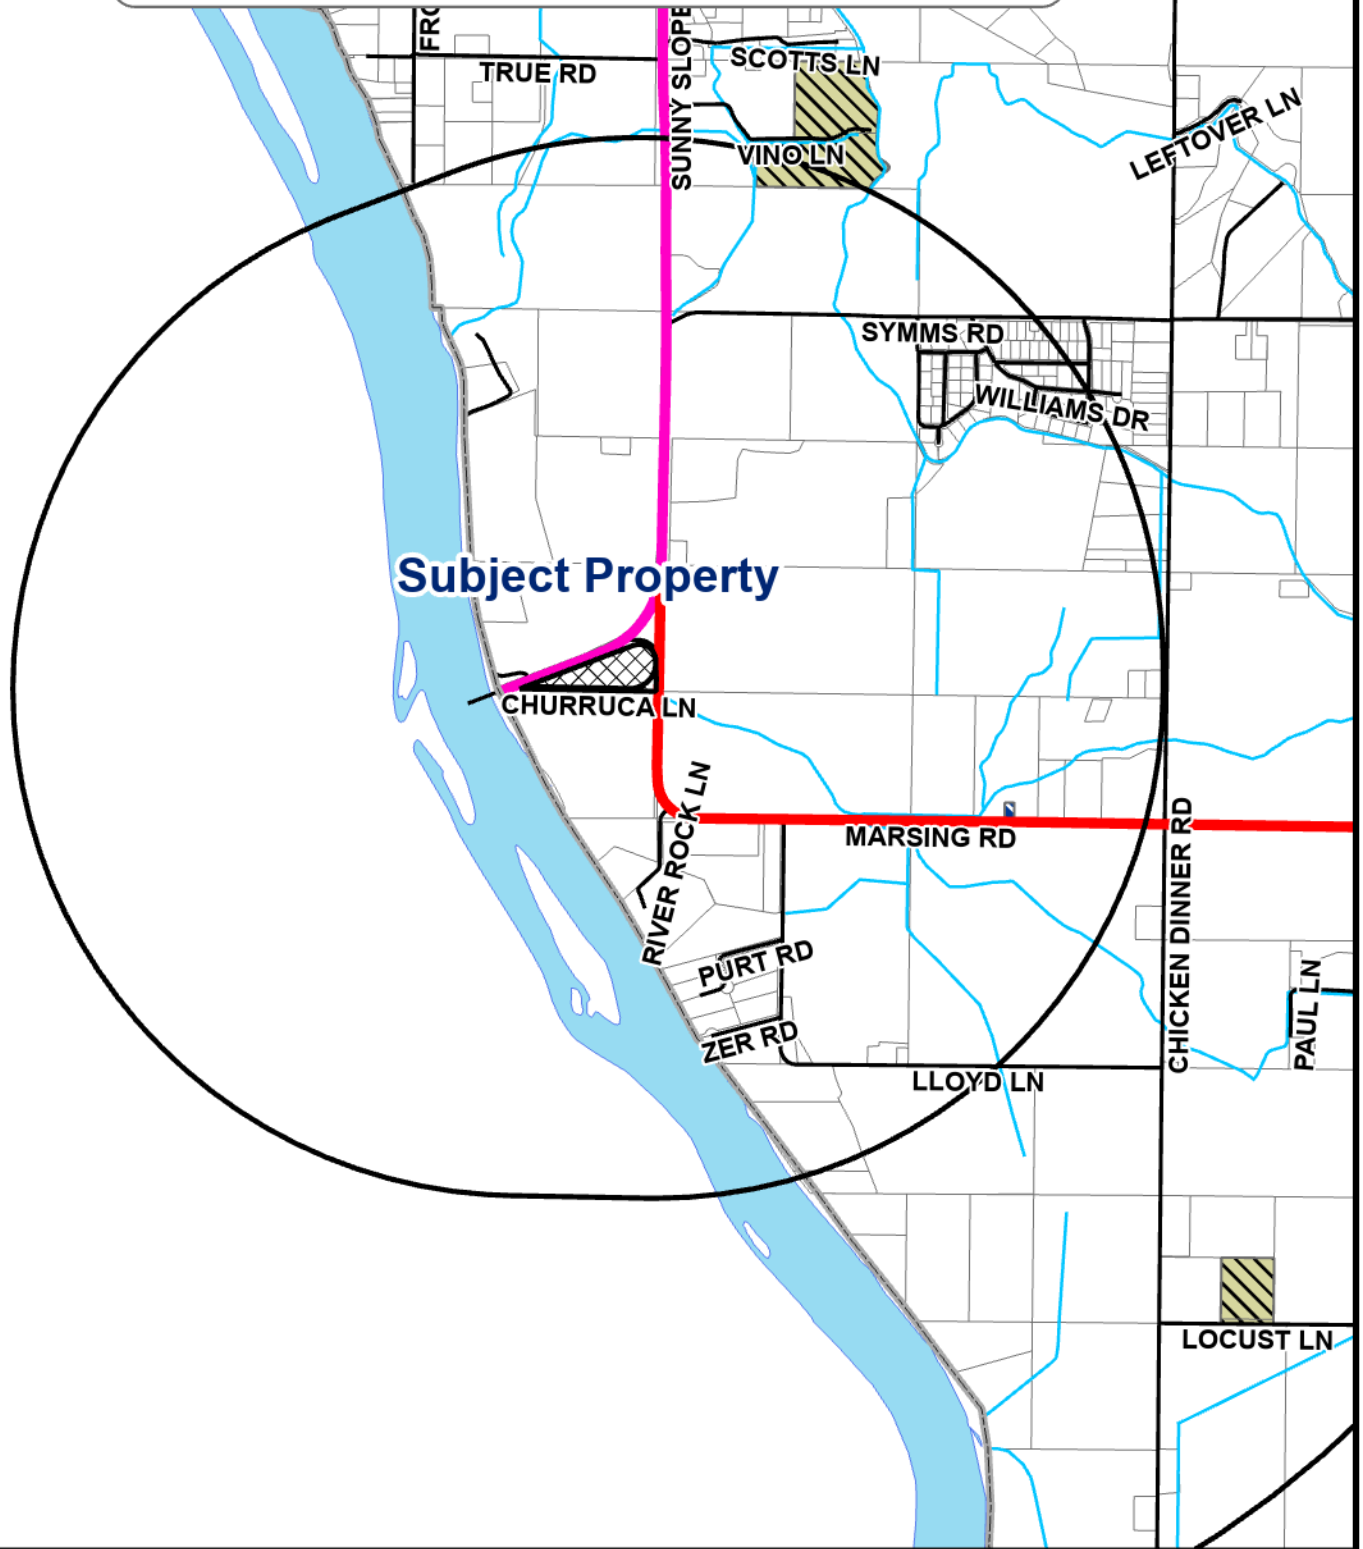 FRO
SUNNY SLOPE
TRUE RD
SCOTTS LN
VINO LN
LEFTOVER LN
SYMMS RD
WILLIAMS DR
Subject Property
CHURRUCA LN
RIVER ROCK LN
MARSING RD
CHICKEN DINNER RD
PURT RD
ZER RD
LLOYD LN
PAUL LN
LOCUST LN